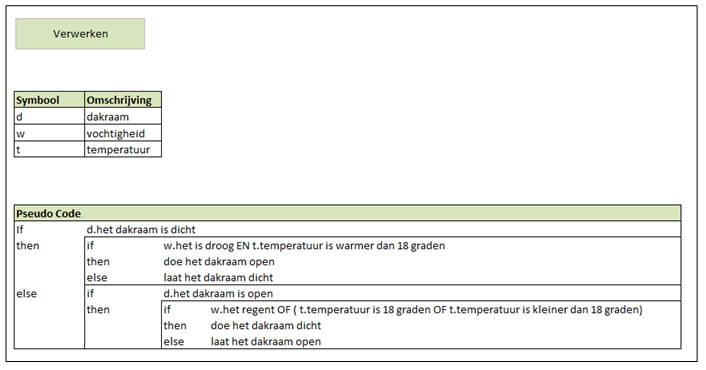 Verwerken
Symbool Omschrijving
d dakraam
w vochtigheid
t temperatuur
Pseudo Code
If d.het dakraam is dicht
then if w.het is droog EN t.temperatuur is warmer dan 18 graden
then doe het dakraam open
else laat het dakraam dicht
else if d.het dakraam is open
then if w.het regent OF ( t.temperatuur is 18 graden OF t.temperatuur is kleiner dan 18 graden)
then doe het dakraam dicht
else laat het dakraam open